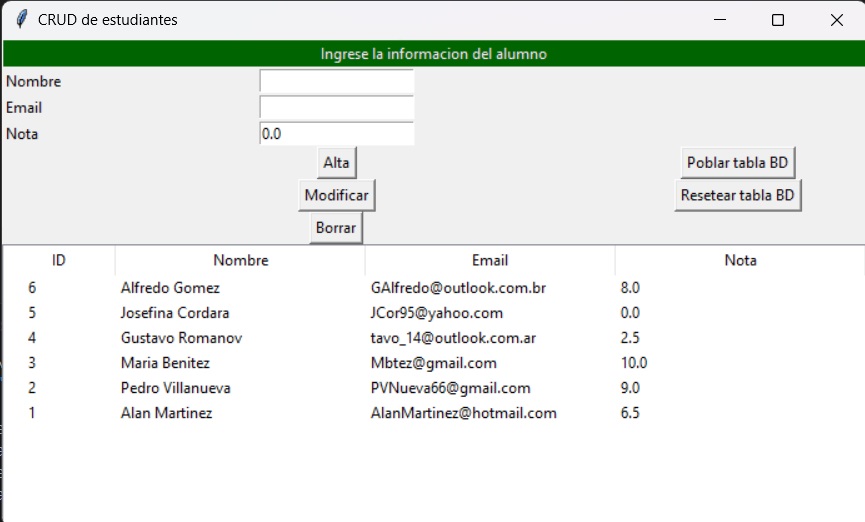 CRUD de estudiantes
Ingrese la informacion del alumno
Nombre
Email
Nota 0.0
Alta Poblar tabla BD
Modificar Resetear tabla BD
Borrar
ID Nombre Email Nota
6 Alfredo Gomez GAlfredo@outlook.com.br 8.0
5 Josefina Cordara JCor95@yahoo.com 0.0
4 Gustavo Romanov tavo_14@outlook.com.ar 2.5
3 Maria Benitez Mbtez@gmail.com 10.0
2 Pedro Villanueva PVNueva66@gmail.com 9.0
1 Alan Martinez AlanMartinez@hotmail.com 6.5